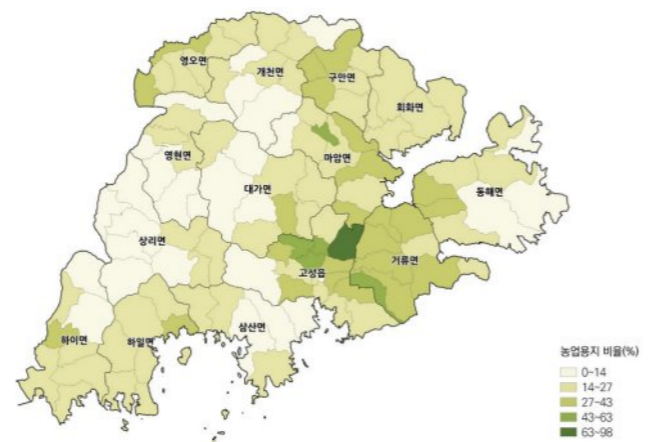 영오면
개천면
구만면
회화면
영현면
마암면
대가면
동해면
상리면
고성읍
거류면
하이면
하일면
삼산면
농업용지 비율(%)
0~14
14~27
27~43
43~63
63~98